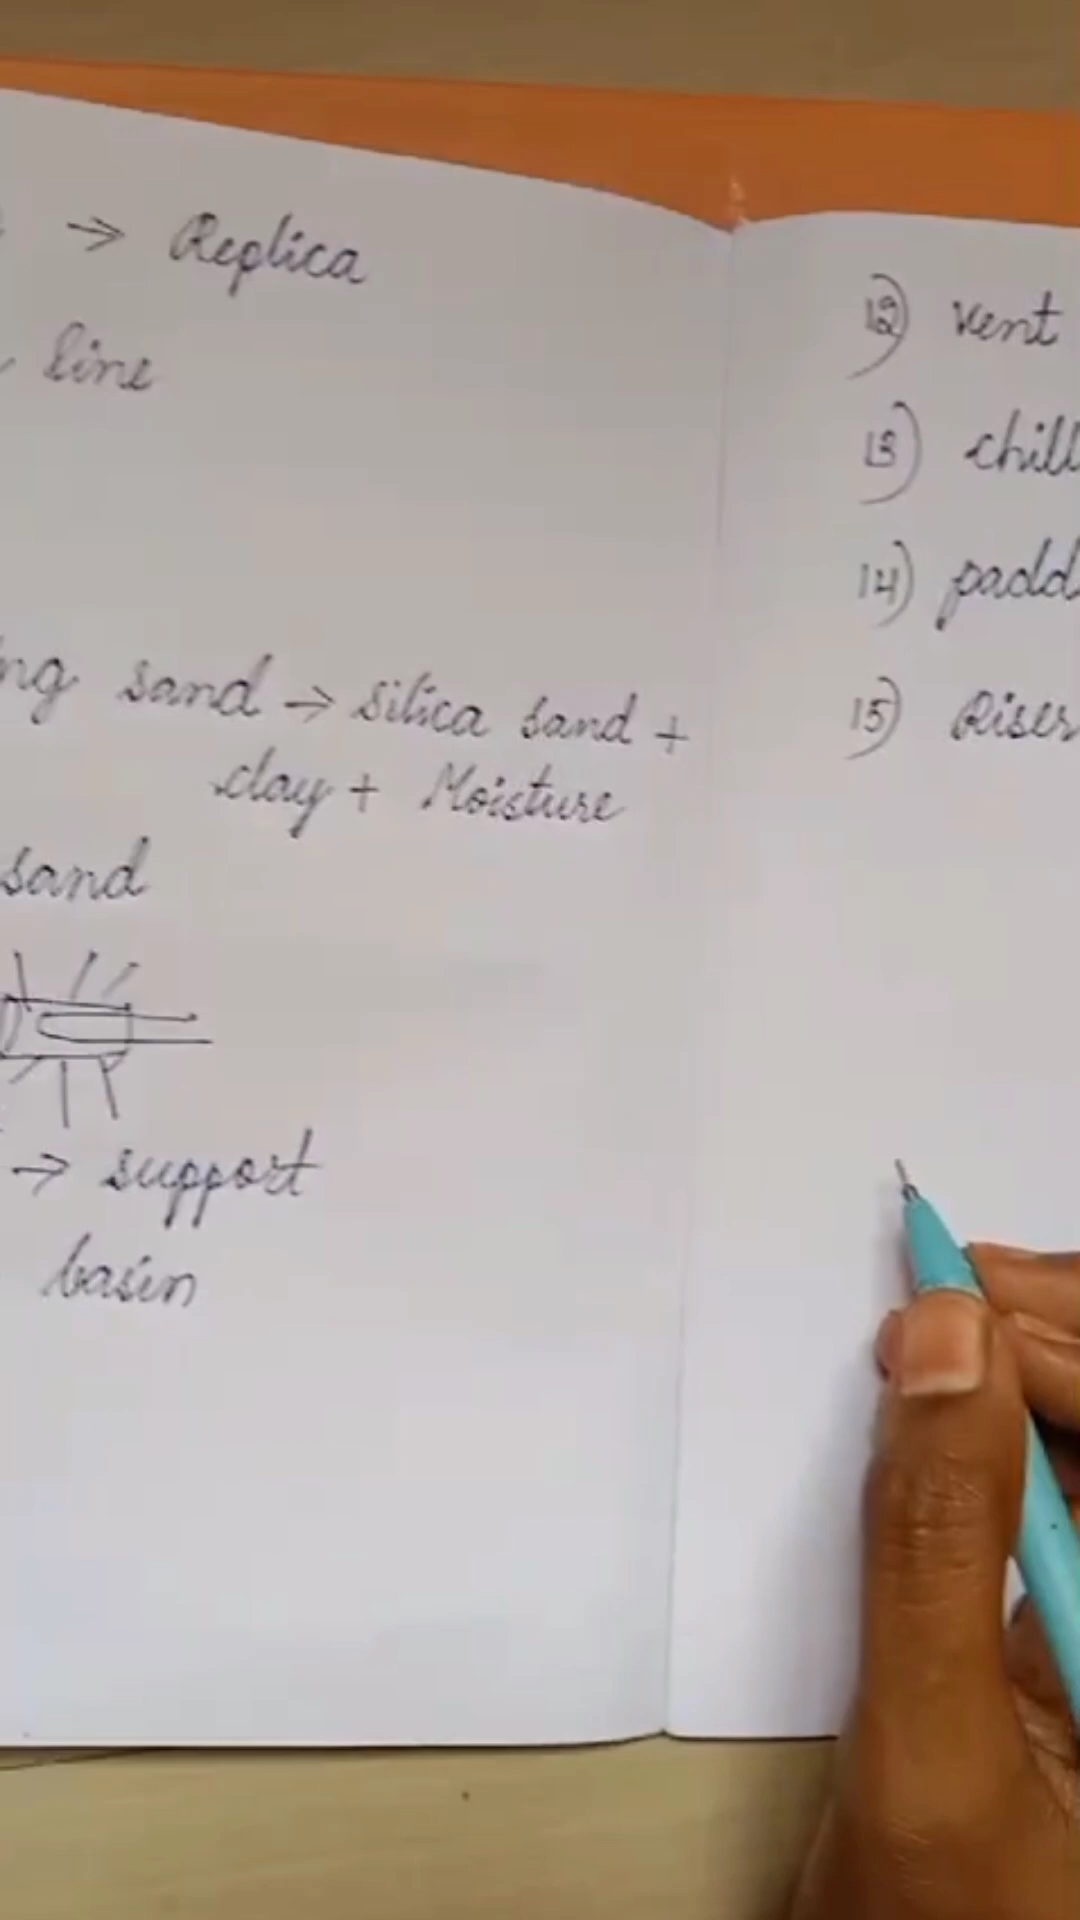 → Replica
line
ng sand → silica sand +
clay + Moisture
sand
→ support
basin
12) vent
13) chill
14) padd
15) Riser